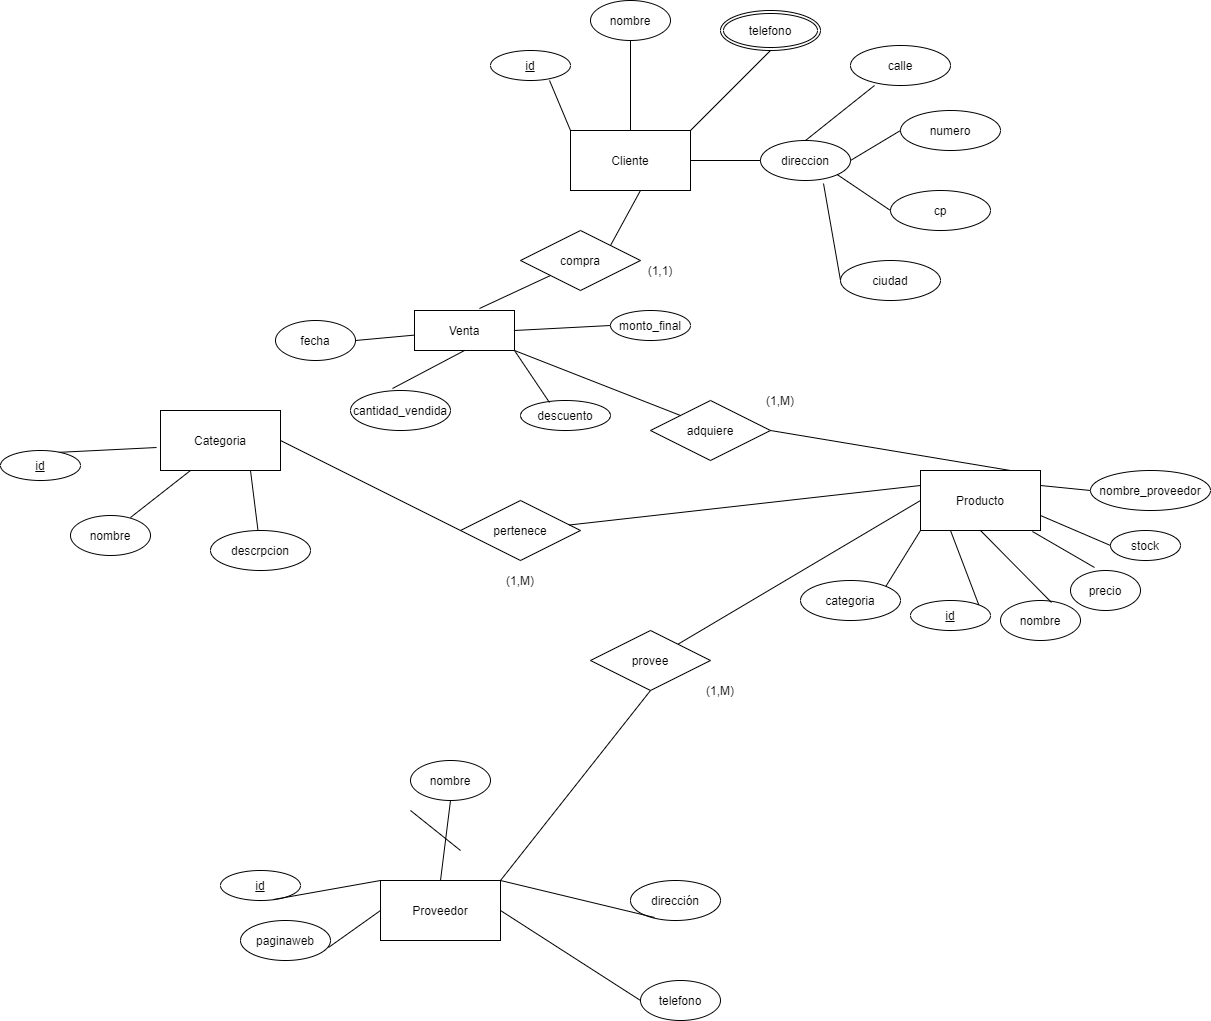 nombre
telefono
id
calle
numero
Cliente
direccion
cp
compra
(1,1)
ciudad
monto_final
Venta
fecha
(1,M)
cantidad_vendida
descuento
adquiere
Categoria
id
nombre_proveedor
Producto
nombre
pertenece
stock
descrpcion
(1,M)
precio
categoria
id
nombre
provee
(1,M)
nombre
id
dirección
Proveedor
paginaweb
telefono